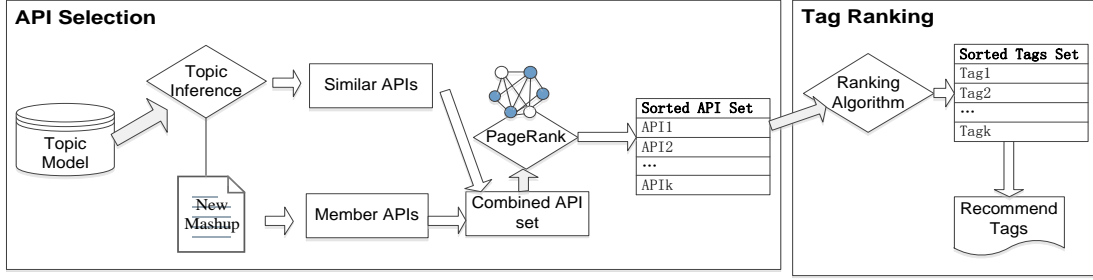 API Selection
Topic
Model
Topic
Inference
New
Mashup
Similar APIs
Member APIs
PageRank
Combined API
set
Sorted API Set
API1
API2
...
APIk
Tag Ranking
Ranking
Algorithm
Sorted Tags Set
Tag1
Tag2
...
Tagk
Recommend
Tags